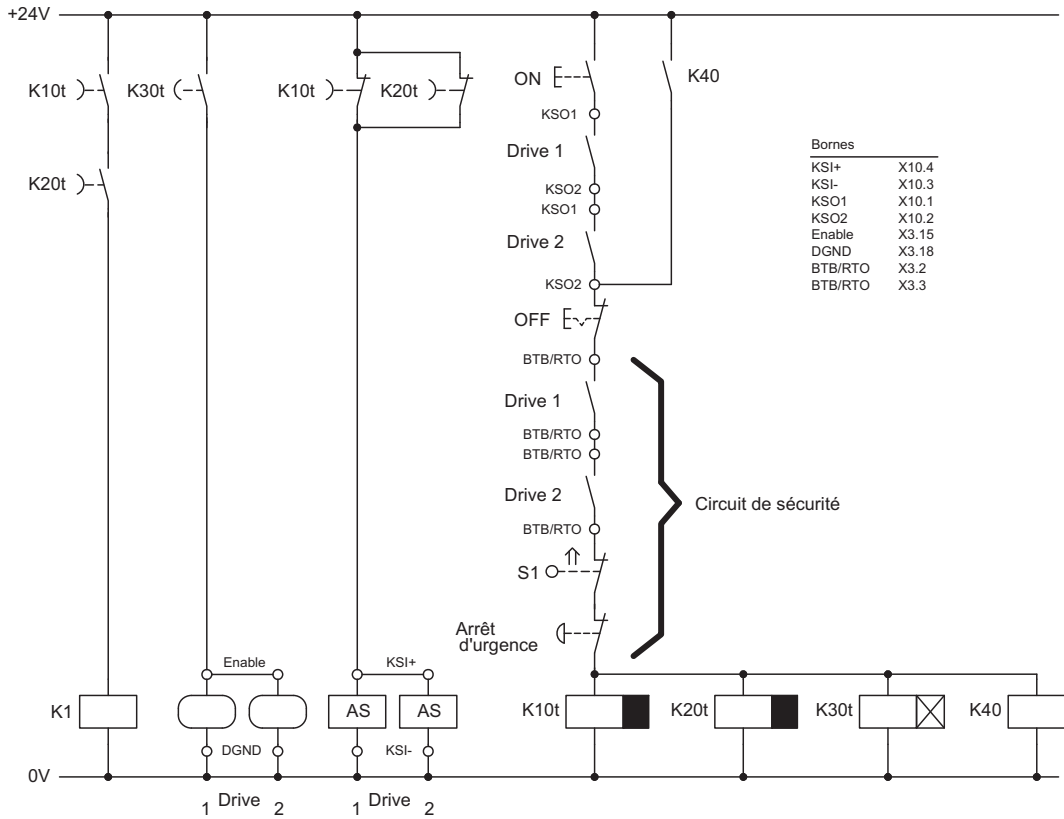 +24V
K10t
K30t
K10t
K20t
ON
K40
KSO1
K20t
Drive 1
KSO2
KSO1
Drive 2
KSO2
OFF
BTB/RTO
Drive 1
BTB/RTO
BTB/RTO
Drive 2
BTB/RTO
S1
Arrêt
d'urgence
Circuit de sécurité
Bornes
KSI+ X10.4
KSI- X10.3
KSO1 X10.1
KSO2 X10.2
Enable X3.15
DGND X3.18
BTB/RTO X3.2
BTB/RTO X3.3
Enable
KSI+
K1
AS
AS
K10t
K20t
K30t
K40
DGND
KSI-
0V
1 Drive 2
1 Drive 2